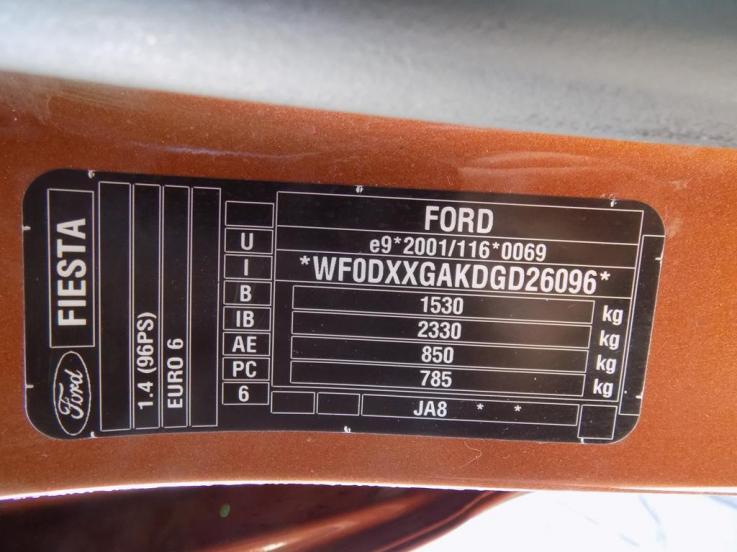 FORD
e9*2001/116*0069
*WF0DXXGAKDGD26096*
1530 kg
2330 kg
850 kg
785 kg
JA8 * *
U
I
B
IB
AE
PC
6
1.4 (96PS)
EURO 6
FIESTA
Ford